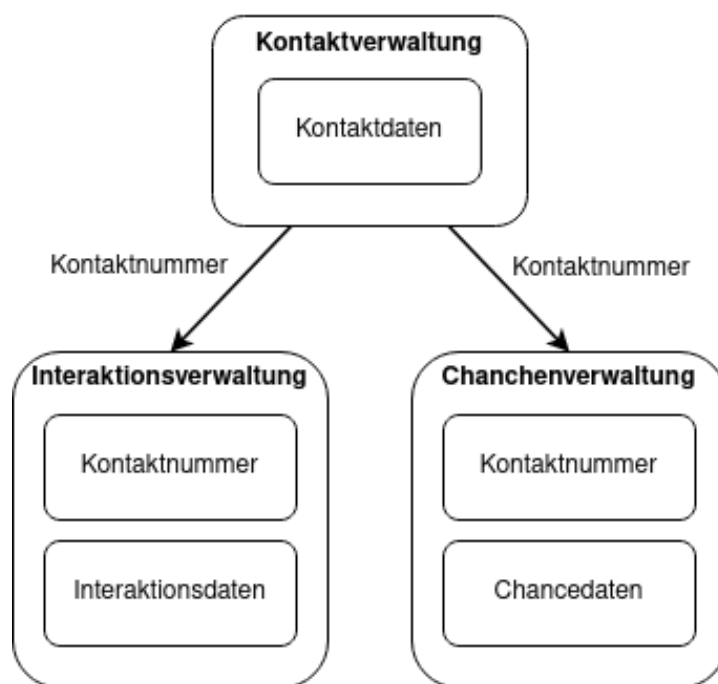 Kontaktverwaltung
Kontaktdaten
Kontaktnummer
Kontaktnummer
Interaktionsverwaltung
Kontaktnummer
Interaktionsdaten
Chanchenverwaltung
Kontaktnummer
Chancedaten